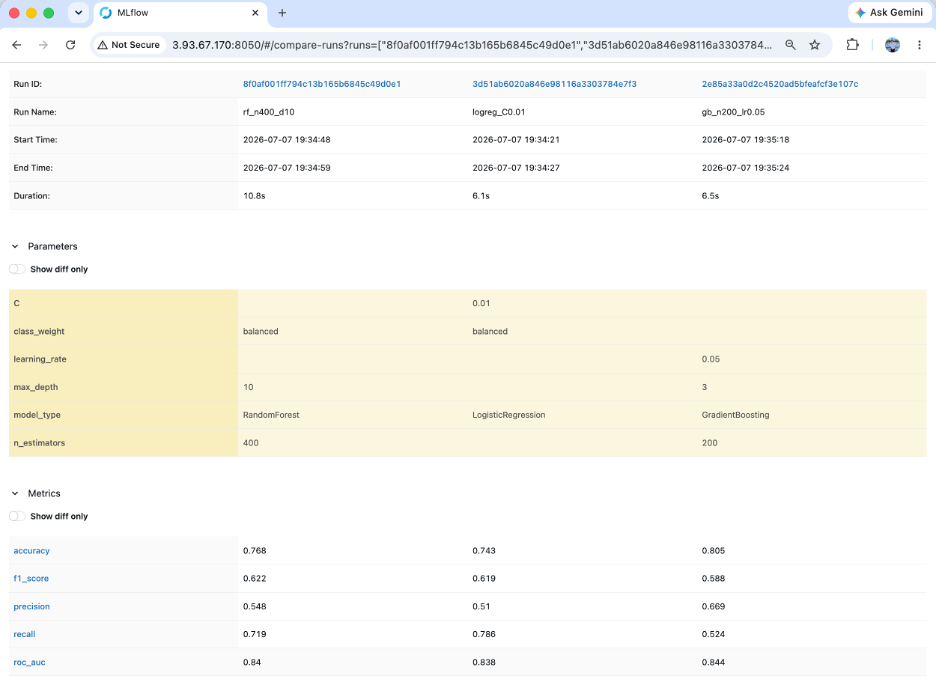 MLflow
Ask Gemini
Not Secure 3.93.67.170:8050/#/compare-runs?runs=["8f0af001ff794c13b165b6845c49d0e1","3d51ab6020a846e98116a3303784...
Run ID: 8f0af001ff794c13b165b6845c49d0e1 3d51ab6020a846e98116a3303784e7f3 2e85a33a0d2c4520ad5bfeafcf3e107c
Run Name: rf_n400_d10 logreg_C0.01 gb_n200_lr0.05
Start Time: 2026-07-07 19:34:48 2026-07-07 19:34:21 2026-07-07 19:35:18
End Time: 2026-07-07 19:34:59 2026-07-07 19:34:27 2026-07-07 19:35:24
Duration: 10.8s 6.1s 6.5s
Parameters
Show diff only
C 0.01
class_weight balanced balanced
learning_rate 0.05
max_depth 10 3
model_type RandomForest LogisticRegression GradientBoosting
n_estimators 400 200
Metrics
Show diff only
accuracy 0.768 0.743 0.805
f1_score 0.622 0.619 0.588
precision 0.548 0.51 0.669
recall 0.719 0.786 0.524
roc_auc 0.84 0.838 0.844